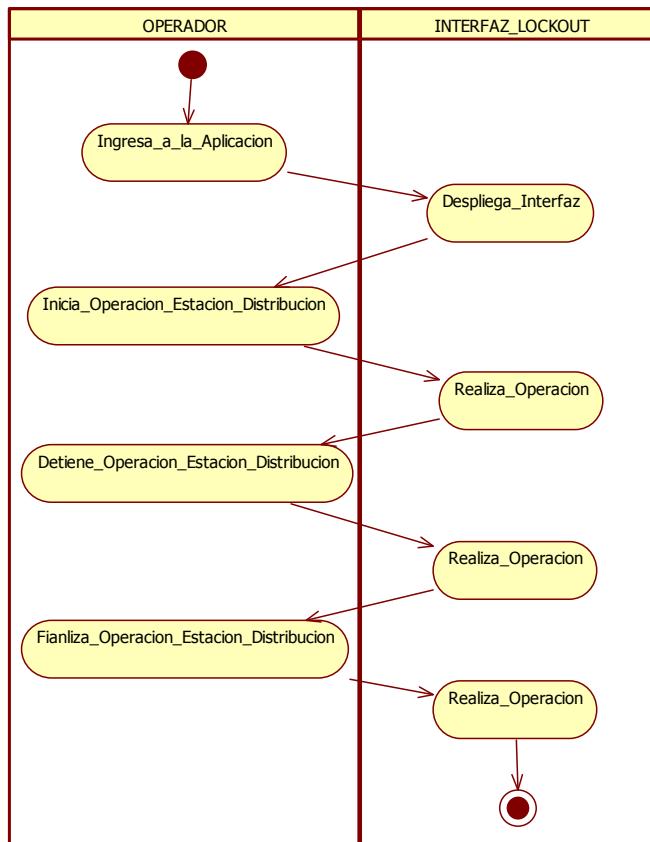 OPERADOR
INTERFAZ_LOCKOUT
Ingresa_a_la_Aplicacion
Despliega_Interfaz
Inicia_Operacion_Estacion_Distribucion
Realiza_Operacion
Detiene_Operacion_Estacion_Distribucion
Realiza_Operacion
Fianliza_Operacion_Estacion_Distribucion
Realiza_Operacion